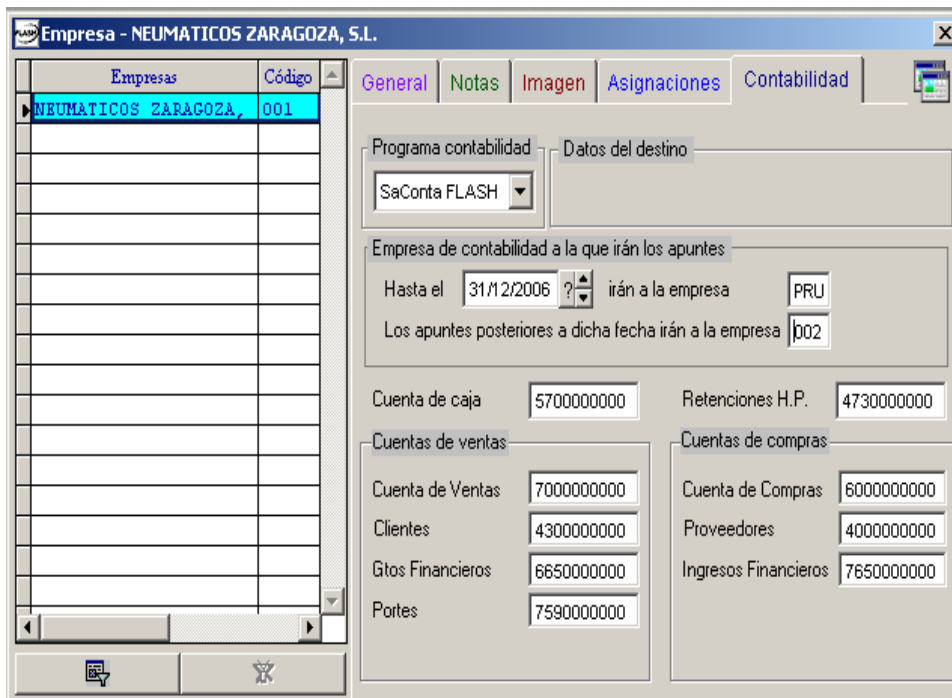 FLASH Empresa - NEUMATICOS ZARAGOZA, S.L.
Empresas Código
NEUMATICOS ZARAGOZA, 001
General Notas Imagen Asignaciones Contabilidad
Programa contabilidad
SaConta FLASH
Datos del destino
Empresa de contabilidad a la que irán los apuntes
Hasta el 31/12/2006 ? irán a la empresa PRU
Los apuntes posteriores a dicha fecha irán a la empresa 002
Cuenta de caja 5700000000 Retenciones H.P. 4730000000
Cuentas de ventas
Cuenta de Ventas 7000000000
Clientes 4300000000
Gtos Financieros 6650000000
Portes 7590000000
Cuentas de compras
Cuenta de Compras 6000000000
Proveedores 4000000000
Ingresos Financieros 7650000000